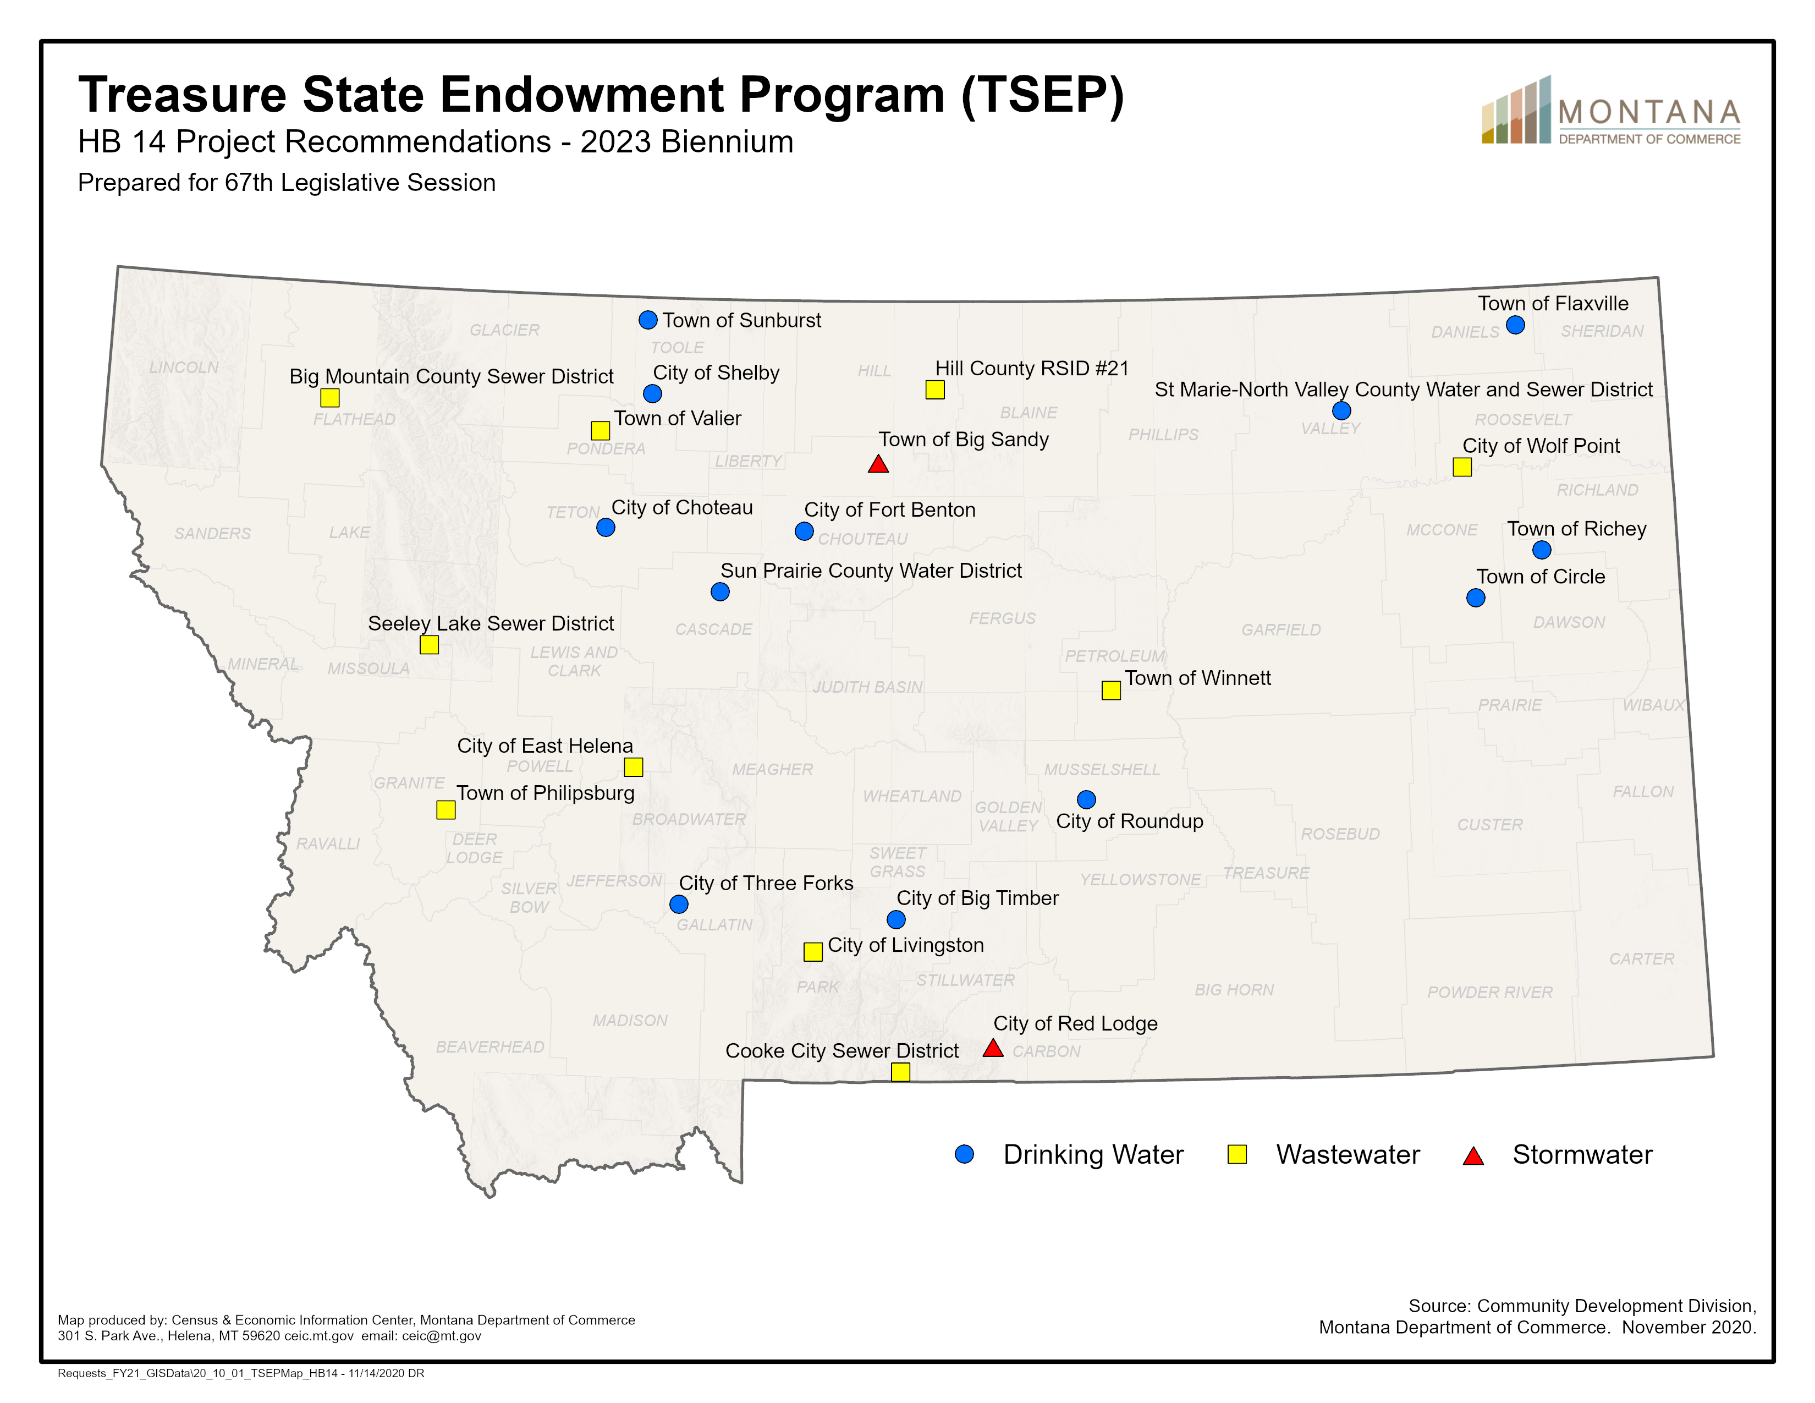 Treasure State Endowment Program (TSEP)
HB 14 Project Recommendations - 2023 Biennium
Prepared for 67th Legislative Session
MONTANA
DEPARTMENT OF COMMERCE
Town of Flaxville
Town of Sunburst
GLACIER
DANIELS
SHERIDAN
TOOLE
LINCOLN
Big Mountain County Sewer District
City of Shelby
HILL
Hill County RSID #21
St Marie-North Valley County Water and Sewer District
FLATHEAD
Town of Valier
BLAINE
ROOSEVELT
VALLEY
PHILLIPS
PONDERA
Town of Big Sandy
City of Wolf Point
LIBERTY
RICHLAND
TETON
City of Choteau
City of Fort Benton
SANDERS
LAKE
CHOUTEAU
MCCONE
Town of Richey
Sun Prairie County Water District
Town of Circle
Seeley Lake Sewer District
CASCADE
FERGUS
GARFIELD
DAWSON
MINERAL
MISSOULA
LEWIS AND
CLARK
PETROLEUM
JUDITH BASIN
Town of Winnett
PRAIRIE
WIBAUX
City of East Helena
POWELL
MEAGHER
MUSSELSHELL
GRANITE
Town of Philipsburg
WHEATLAND
GOLDEN
VALLEY
FALLON
BROADWATER
City of Roundup
CUSTER
ROSEBUD
RAVALLI
DEER
LODGE
SWEET
GRASS
TREASURE
YELLOWSTONE
SILVER
BOW
JEFFERSON
City of Three Forks
City of Big Timber
GALLATIN
City of Livingston
CARTER
PARK
STILLWATER
BIG HORN
POWDER RIVER
MADISON
City of Red Lodge
BEAVERHEAD
Cooke City Sewer District
CARBON
Drinking Water
Wastewater
Stormwater
Source: Community Development Division,
Montana Department of Commerce.  November 2020.
Map produced by: Census & Economic Information Center, Montana Department of Commerce
301 S. Park Ave., Helena, MT 59620 ceic.mt.gov  email: ceic@mt.gov
Requests_FY21_GISData\20_10_01_TSEPMap_HB14 - 11/14/2020 DR